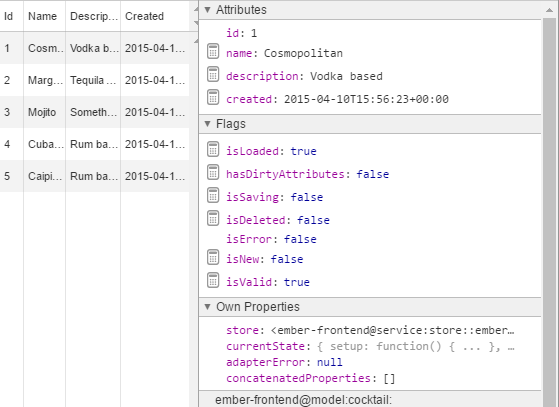 Id Name Descrip... Created
1 Cosm... Vodka b... 2015-04-1...
2 Marg... Tequila ... 2015-04-1...
3 Mojito Someth... 2015-04-1...
4 Cuba... Rum ba... 2015-04-1...
5 Caipi... Rum ba... 2015-04-1...
Attributes
id: 1
name: Cosmopolitan
description: Vodka based
created: 2015-04-10T15:56:23+00:00
Flags
isLoaded: true
hasDirtyAttributes: false
isSaving: false
isDeleted: false
isError: false
isNew: false
isValid: true
Own Properties
store: <ember-frontend@service:store::ember…
currentState: { setup: function() { ... }, …
adapterError: null
concatenatedProperties: []
ember-frontend@model:cocktail: